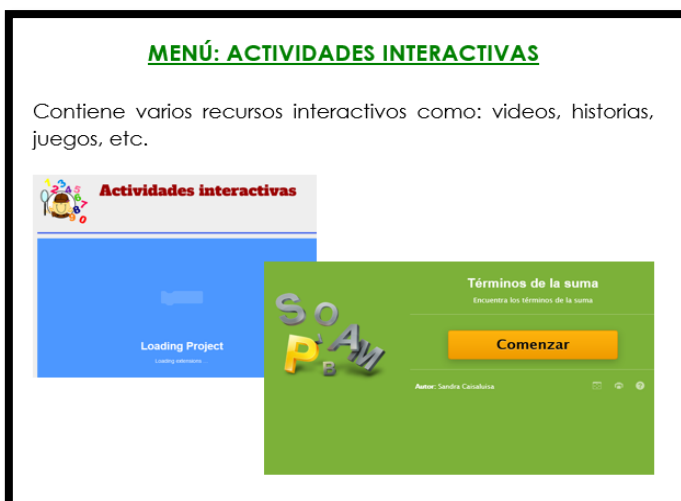 MENÚ: ACTIVIDADES INTERACTIVAS
Contiene varios recursos interactivos como: videos, historias,
juegos, etc.
Actividades interactivas
Loading Project
Loading extensions …
Términos de la suma
Encuentra los términos de la suma
Comenzar
Autor: Sandra Caisaluisa